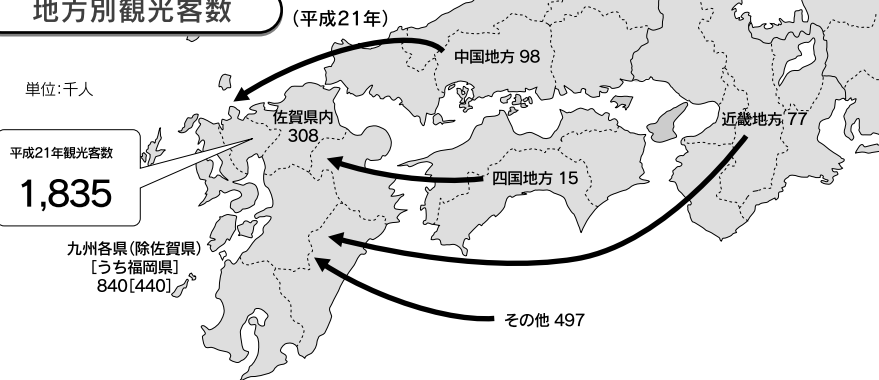 地方別観光客数
（平成21年）
単位：千人
中国地方 98
佐賀県内
308
近畿地方 77
平成21年観光客数
1,835
四国地方 15
九州各県（除佐賀県）
［うち福岡県］
840［440］
その他 497